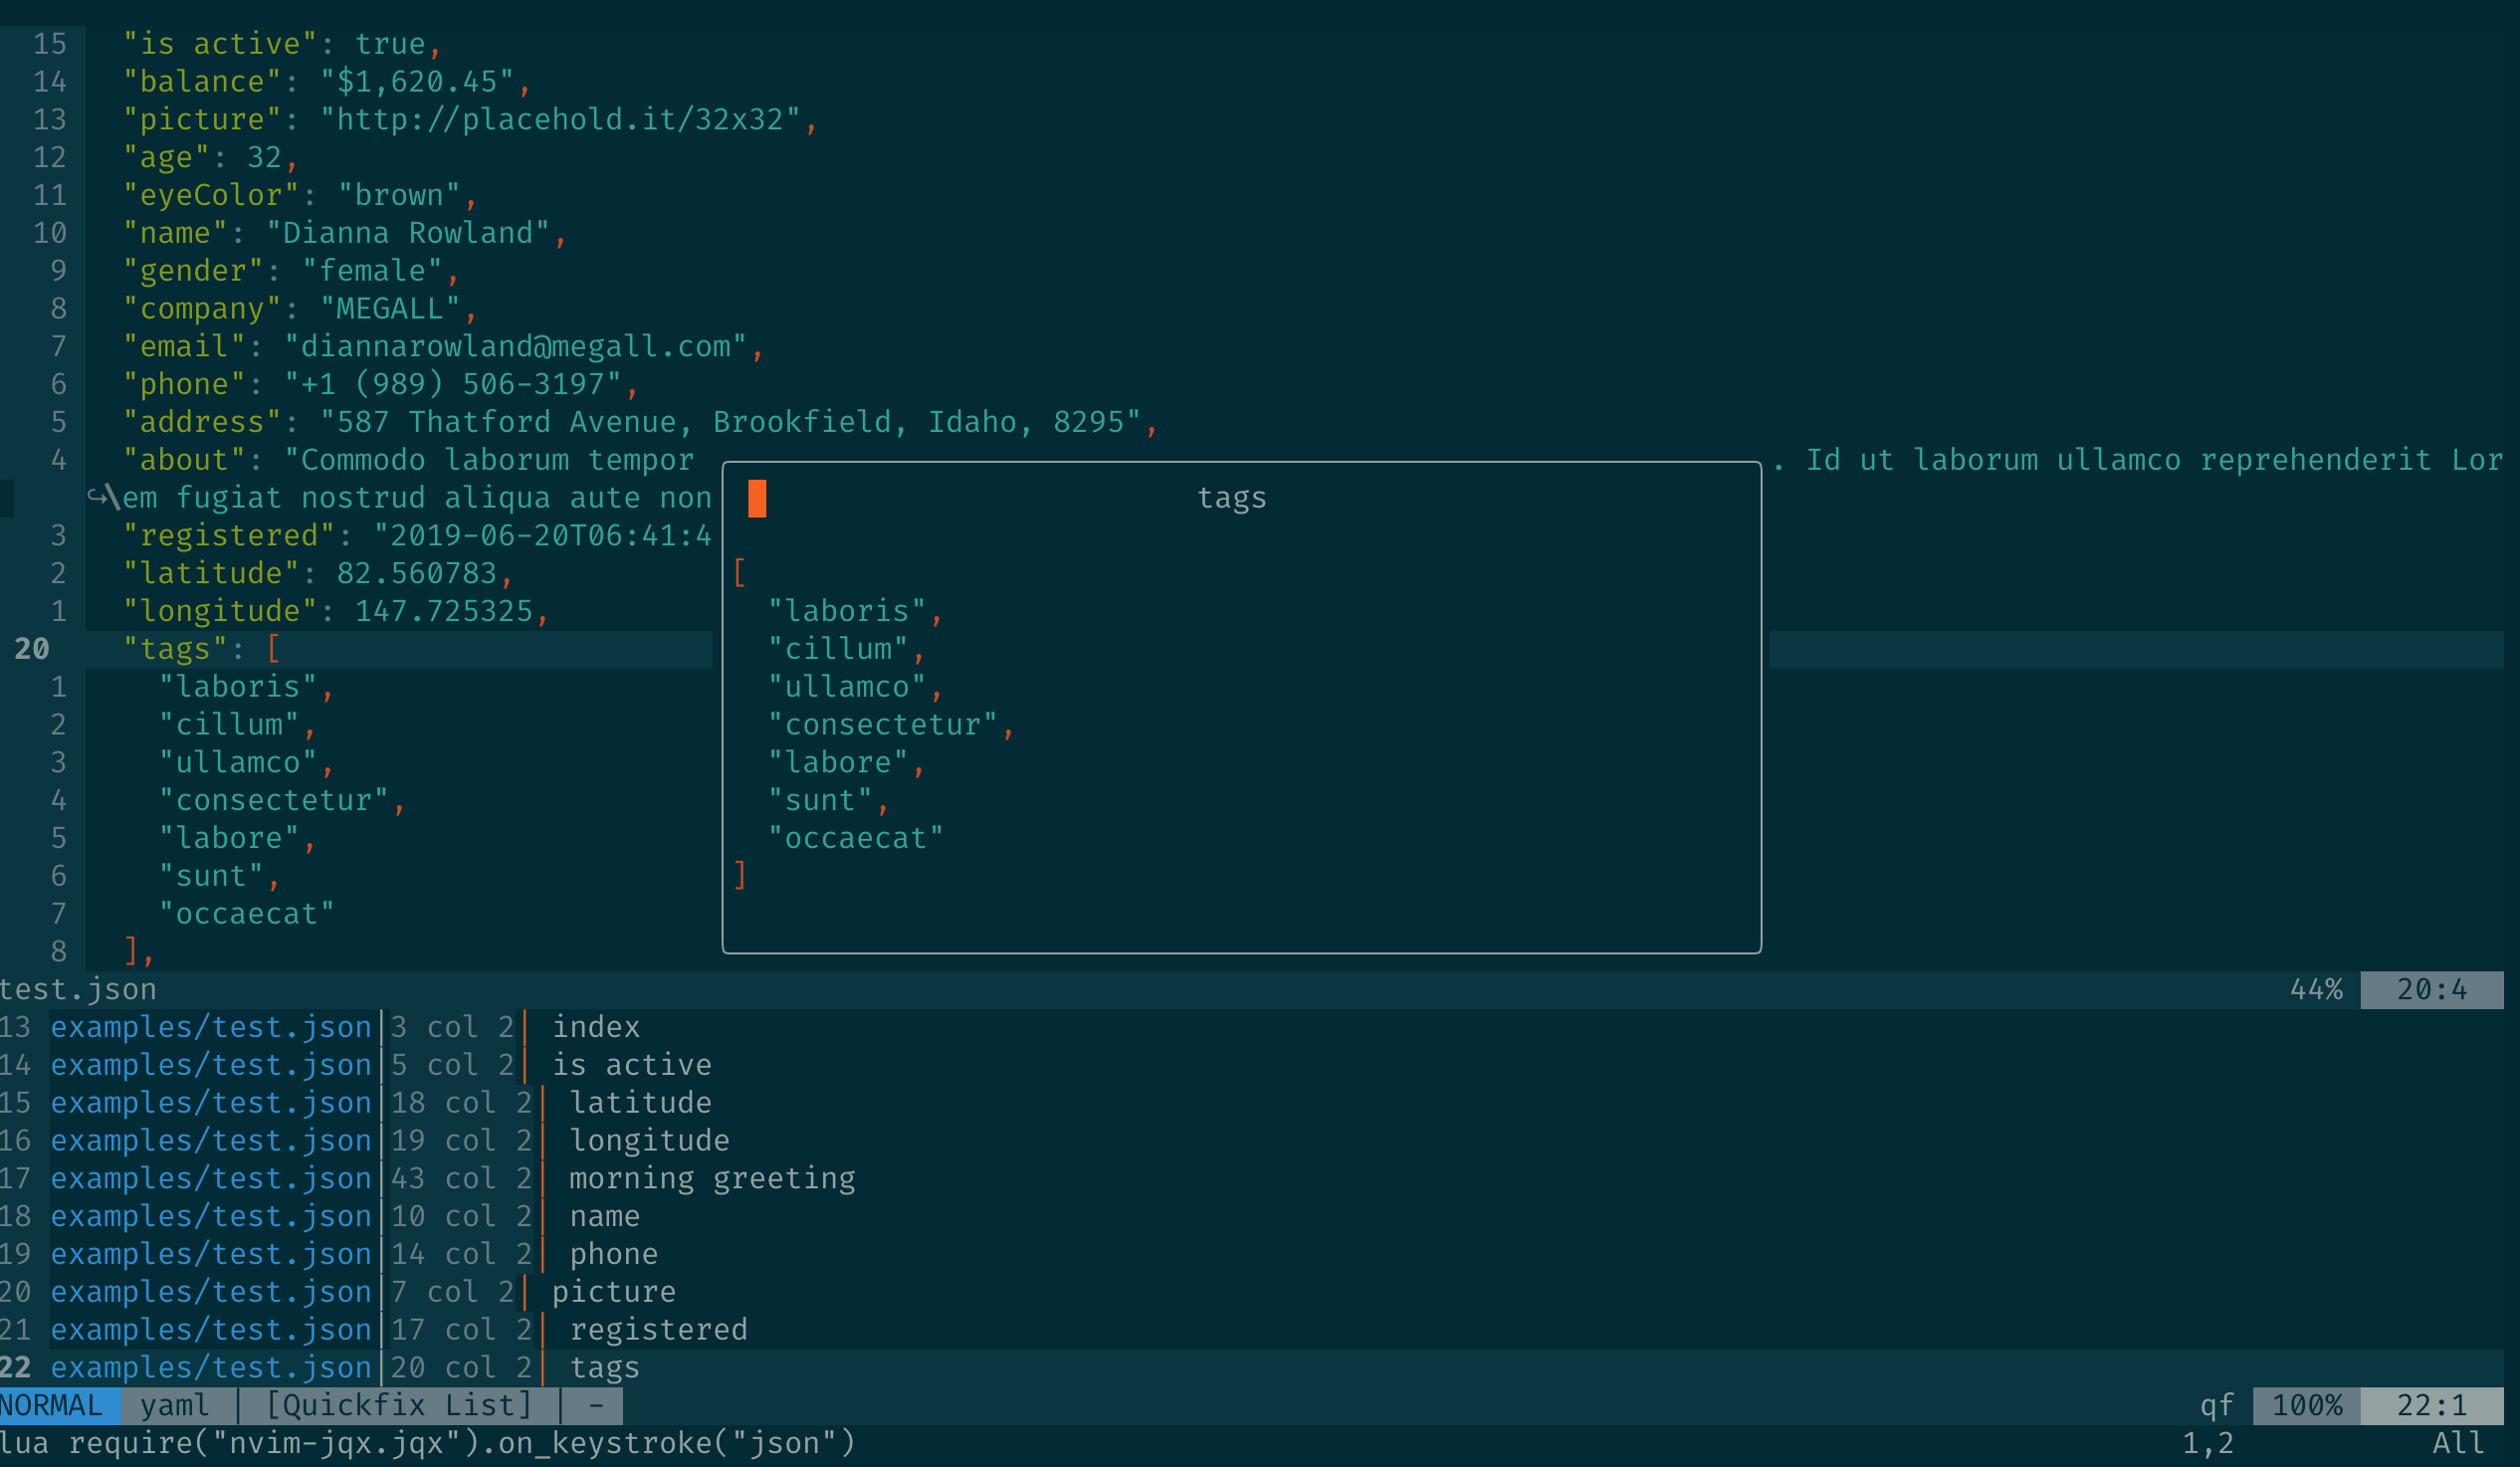 15 "is active": true,
14 "balance": "$1,620.45",
13 "picture": "http://placehold.it/32x32",
12 "age": 32,
11 "eyeColor": "brown",
10 "name": "Dianna Rowland",
9 "gender": "female",
8 "company": "MEGALL",
7 "email": "diannarowland@megall.com",
6 "phone": "+1 (989) 506-3197",
5 "address": "587 Thatford Avenue, Brookfield, Idaho, 8295",
4 "about": "Commodo laborum tempor . Id ut laborum ullamco reprehenderit Lor
↪\em fugiat nostrud aliqua aute non
3 "registered": "2019-06-20T06:41:4
2 "latitude": 82.560783,
1 "longitude": 147.725325,
20 "tags": [
1 "laboris",
2 "cillum",
3 "ullamco",
4 "consectetur",
5 "labore",
6 "sunt",
7 "occaecat"
8 ],
tags
[
"laboris",
"cillum",
"ullamco",
"consectetur",
"labore",
"sunt",
"occaecat"
]
test.json 44% 20:4
13 examples/test.json|3 col 2| index
14 examples/test.json|5 col 2| is active
15 examples/test.json|18 col 2| latitude
16 examples/test.json|19 col 2| longitude
17 examples/test.json|43 col 2| morning greeting
18 examples/test.json|10 col 2| name
19 examples/test.json|14 col 2| phone
20 examples/test.json|7 col 2| picture
21 examples/test.json|17 col 2| registered
22 examples/test.json|20 col 2| tags
NORMAL yaml | [Quickfix List] | - qf 100% 22:1
lua require("nvim-jqx.jqx").on_keystroke("json") 1,2 All